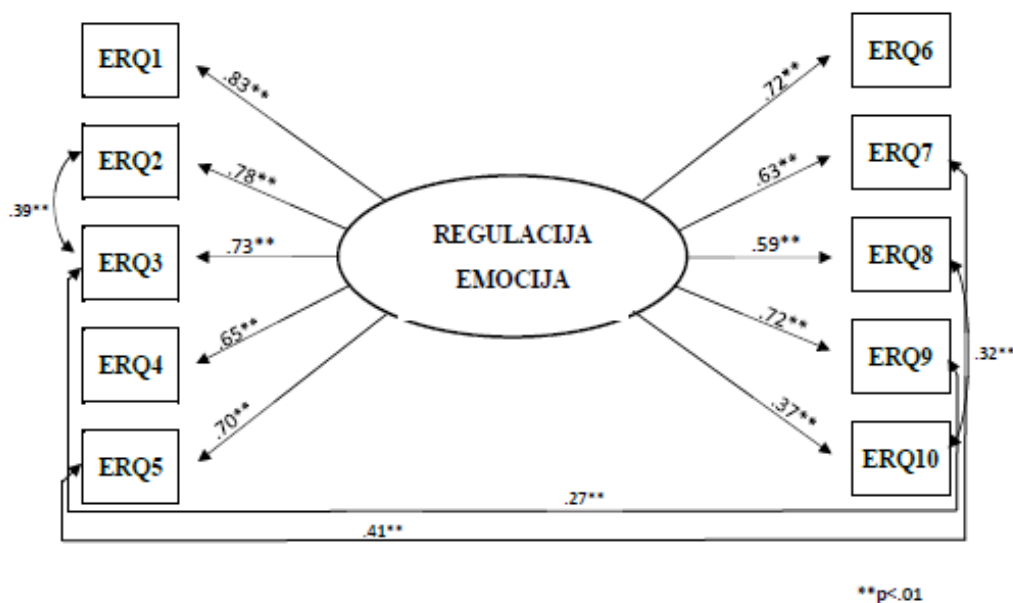 ERQ1
ERQ6
.83**
.72**
ERQ2
ERQ7
.78**
.63**
.39**
REGULACIJA
EMOCIJA
ERQ3
.73**
.59**
ERQ8
.65**
.72**
ERQ4
ERQ9
.32**
.70**
.37**
ERQ5
ERQ10
.27**
.41**
**p<.01